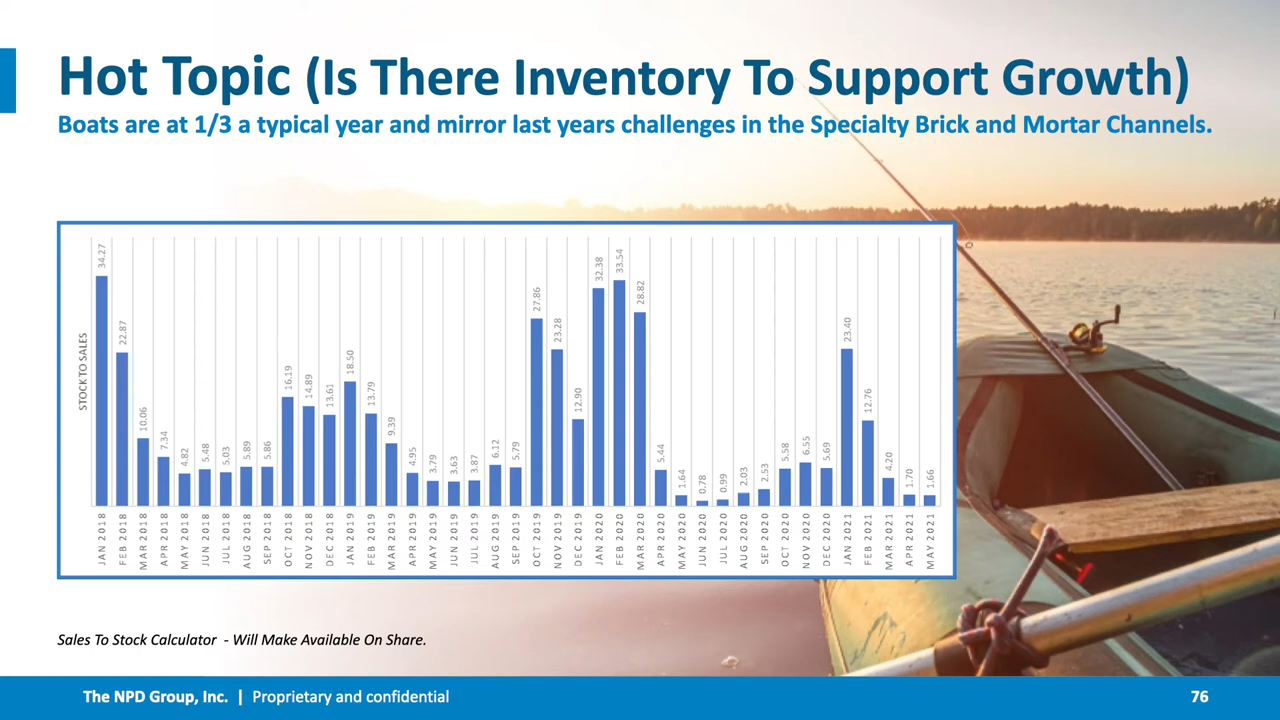 Hot Topic (Is There Inventory To Support Growth)
Boats are at 1/3 a typical year and mirror last years challenges in the Specialty Brick and Mortar Channels.
STOCK TO SALES
34.27
22.87
10.06
7.34
4.82
5.48
5.03
5.89
5.86
16.19
14.89
13.61
18.50
13.79
9.39
4.95
3.79
3.63
3.87
6.12
5.79
27.86
23.28
12.90
32.38
33.54
28.82
5.44
1.64
0.78
0.99
2.03
2.53
5.58
6.55
5.69
23.40
12.76
4.20
1.70
1.66
JAN 2018
FEB 2018
MAR 2018
APR 2018
MAY 2018
JUN 2018
JUL 2018
AUG 2018
SEP 2018
OCT 2018
NOV 2018
DEC 2018
JAN 2019
FEB 2019
MAR 2019
APR 2019
MAY 2019
JUN 2019
JUL 2019
AUG 2019
SEP 2019
OCT 2019
NOV 2019
DEC 2019
JAN 2020
FEB 2020
MAR 2020
APR 2020
MAY 2020
JUN 2020
JUL 2020
AUG 2020
SEP 2020
OCT 2020
NOV 2020
DEC 2020
JAN 2021
FEB 2021
MAR 2021
APR 2021
MAY 2021
Sales To Stock Calculator - Will Make Available On Share.
The NPD Group, Inc. | Proprietary and confidential
76